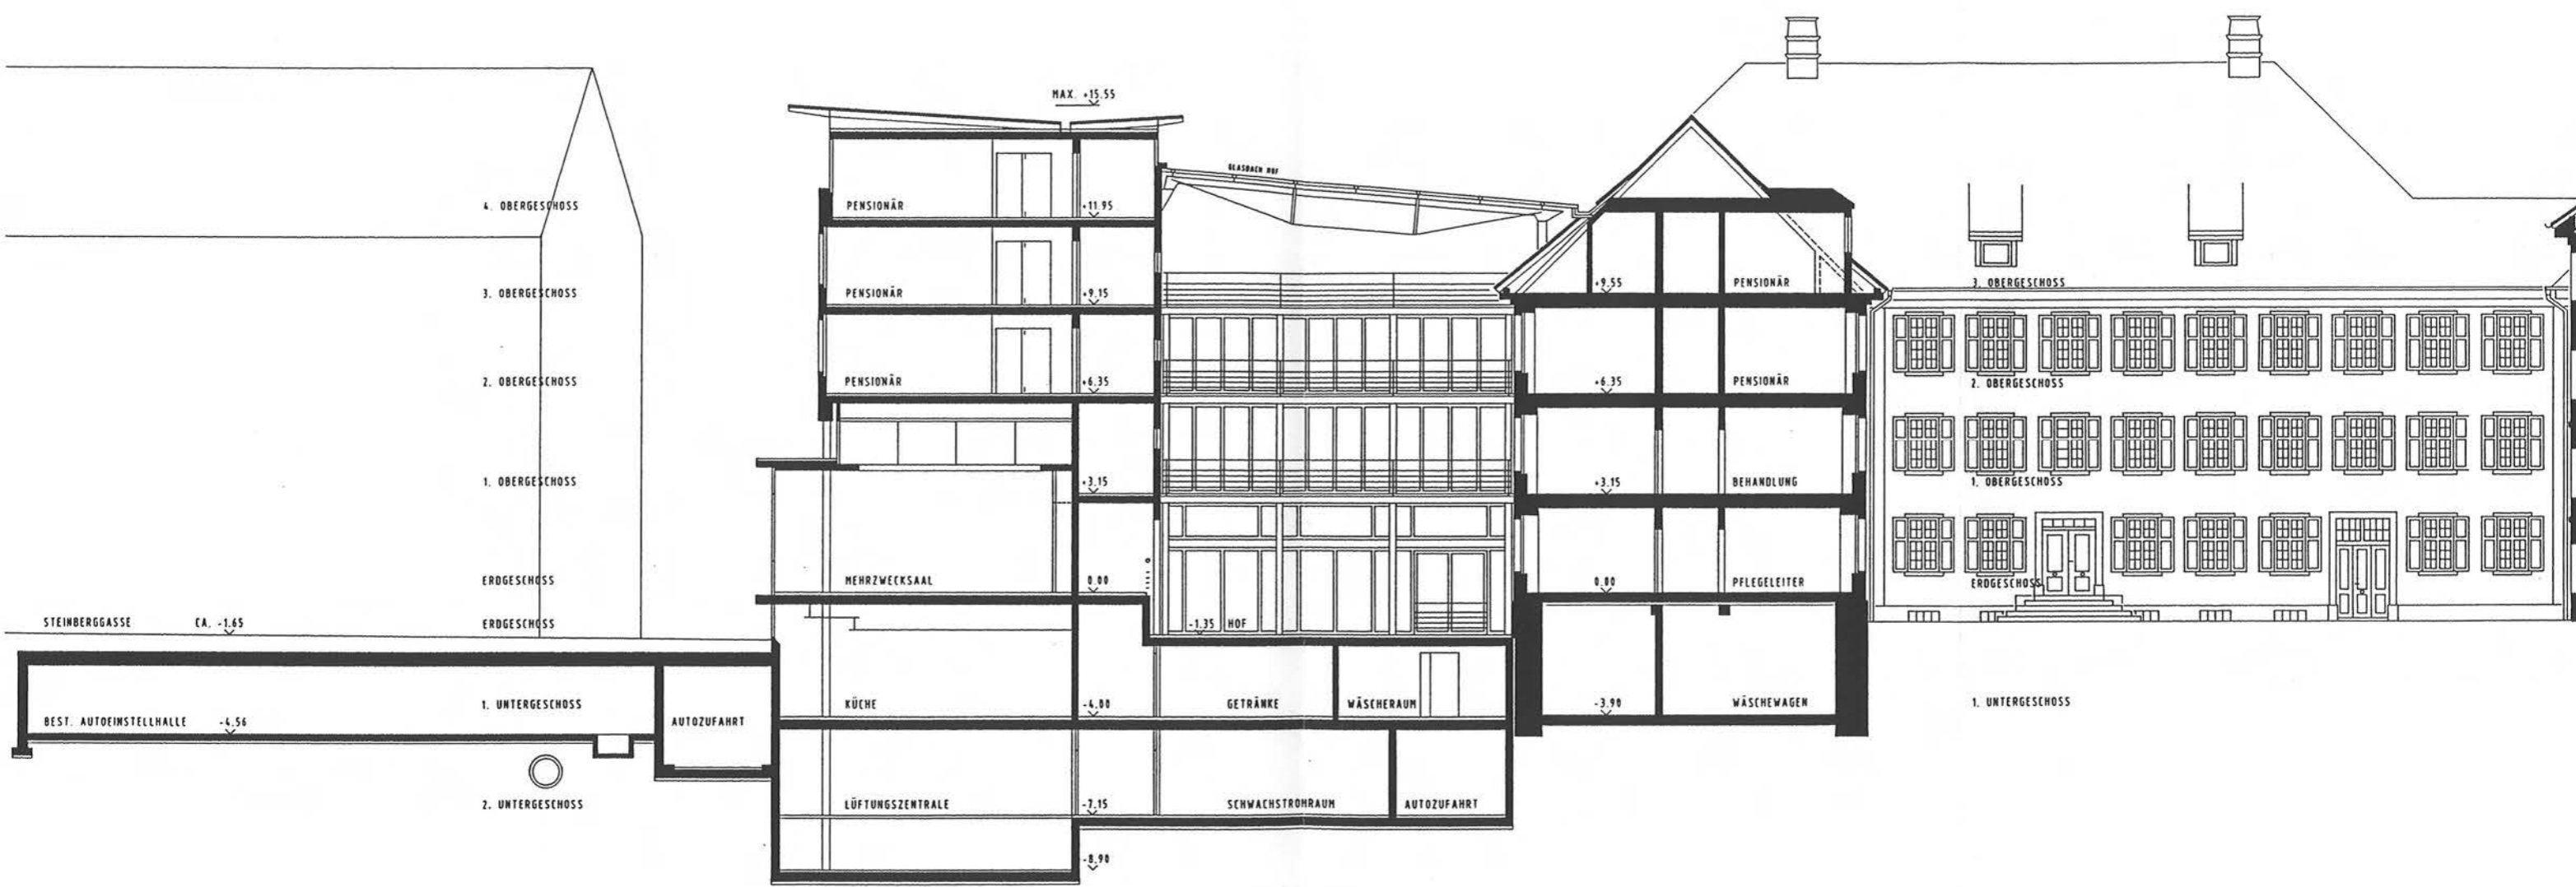 MAX. +15.55
GLASDACH HOF
4. OBERGESCHOSS
PENSIONÄR
+11.95
3. OBERGESCHOSS
PENSIONÄR
+9.15
+9.55
PENSIONÄR
3. OBERGESCHOSS
2. OBERGESCHOSS
PENSIONÄR
+6.35
+6.35
PENSIONÄR
2. OBERGESCHOSS
1. OBERGESCHOSS
+3.15
+3.15
BEHANDLUNG
1. OBERGESCHOSS
ERDGESCHOSS
MEHRZWECKSAAL
0.00
0.00
PFLEGELEITER
ERDGESCHOSS
STEINBERGGASSE
CA. -1.65
ERDGESCHOSS
-1.35 HOF
BEST. AUTOEINSTELLHALLE
-4.56
1. UNTERGESCHOSS
AUTOZUFAHRT
KÜCHE
-4.00
GETRÄNKE
WÄSCHERAUM
-3.90
WÄSCHEWAGEN
1. UNTERGESCHOSS
2. UNTERGESCHOSS
LÜFTUNGSZENTRALE
-7.15
SCHWACHSTROMRAUM
AUTOZUFAHRT
-8.90